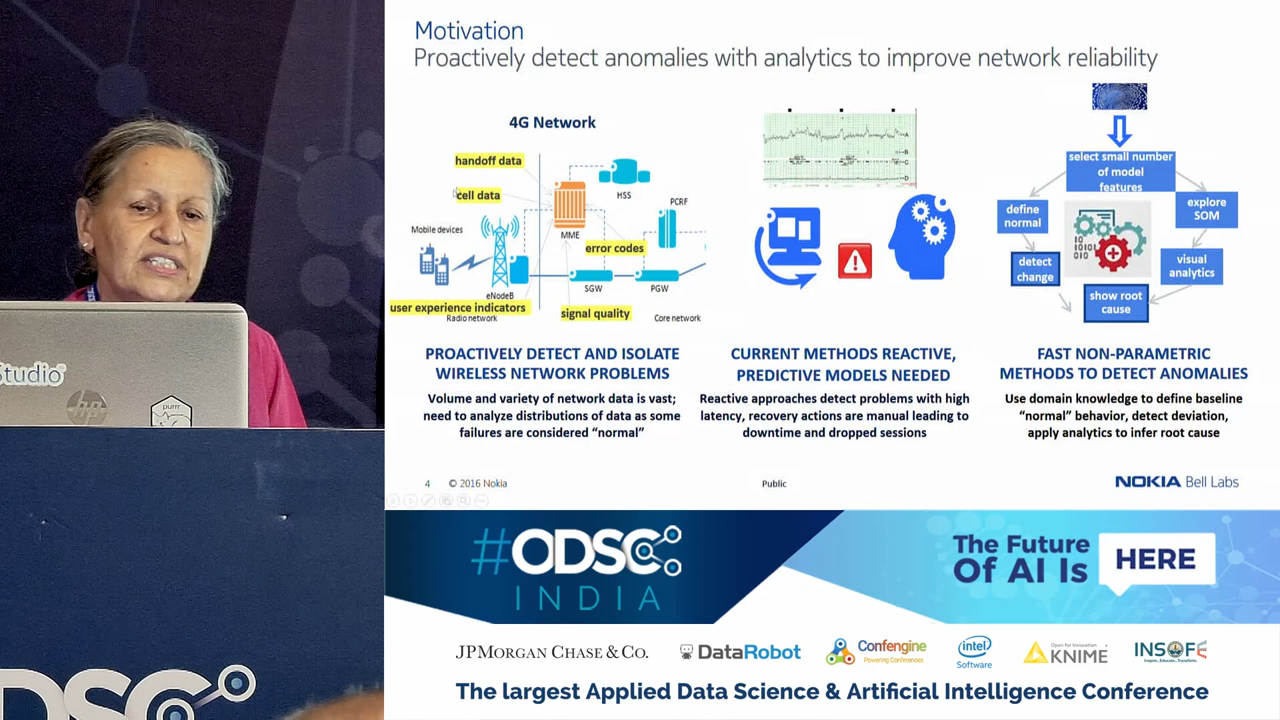 Motivation
Proactively detect anomalies with analytics to improve network reliability
4G Network
handoff data
cell data
HSS
PCRF
Mobile devices
MME
error codes
eNodeB
SGW
PGW
user experience indicators
signal quality
Radio network
Core network
A
B
C
D
select small number
of model
features
define
normal
explore
SOM
detect
change
visual
analytics
show root
cause
PROACTIVELY DETECT AND ISOLATE
WIRELESS NETWORK PROBLEMS
Volume and variety of network data is vast;
need to analyze distributions of data as some
failures are considered “normal”
CURRENT METHODS REACTIVE,
PREDICTIVE MODELS NEEDED
Reactive approaches detect problems with high
latency, recovery actions are manual leading to
downtime and dropped sessions
FAST NON-PARAMETRIC
METHODS TO DETECT ANOMALIES
Use domain knowledge to define baseline
“normal” behavior, detect deviation,
apply analytics to infer root cause
4 © 2016 Nokia
Public
NOKIA Bell Labs
Studio
hp
purrr
ODSC
#ODSC
INDIA
The Future
Of AI Is
HERE
JPMORGAN CHASE & CO.
DataRobot
Confengine
Powering Conferences
intel
Software
Open For Innovation
KNIME
INSOFE
Inspire...Educate...Transform.
The largest Applied Data Science & Artificial Intelligence Conference